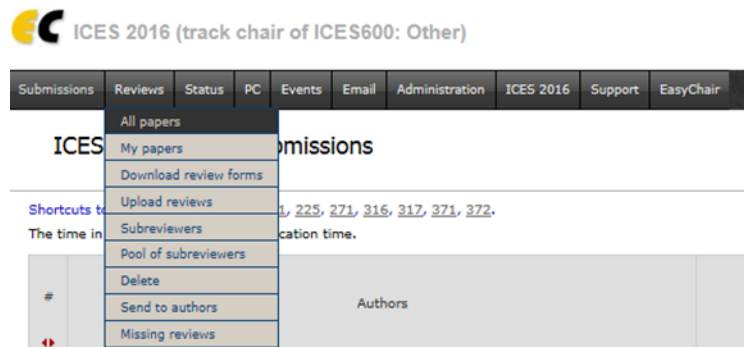 EC ICES 2016 (track chair of ICES600: Other)
Submissions Reviews Status PC Events Email Administration ICES 2016 Support EasyChair
All papers
ICES
omissions
My papers
Download review forms
Shortcuts to
Upload reviews
1, 225, 271, 316, 317, 371, 372.
The time in
Subreviewers
cation time.
Pool of subreviewers
Delete
#
Send to authors
Authors
Missing reviews